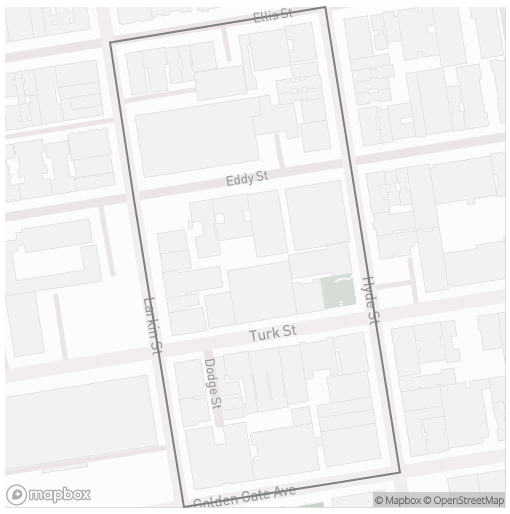 Ellis St
Eddy St
Larkin St
Hyde St
Turk St
Dodge St
Golden Gate Ave
mapbox
© Mapbox © OpenStreetMap